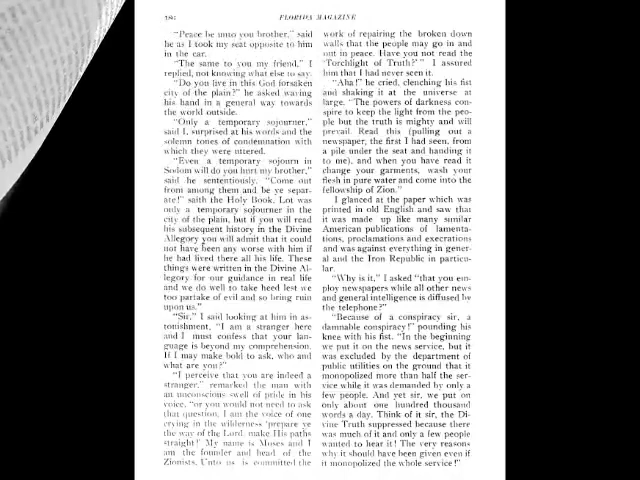 FLORIDA MAGAZINE
"Peace be unto you brother," said
he as I took my seat opposite to him
in the car.
"The same to you my friend," I
replied, not knowing what else to say.
"Do you live in this God forsaken
city of the plain?" he asked waving
his hand in a general way towards
the world outside.
"Only a temporary sojourner,"
said I, surprised at his words and the
solemn tones of condemnation with
which they were uttered.
"Even a temporary sojourn in
Sodom will do you hurt my brother,"
said he sententiously. "Come out
from among them and be ye separ-
ate!" saith the Holy Book. Lot was
only a temporary sojourner in the
city of the plain, but if you will read
his subsequent history in the Divine
Allegory you will admit that it could
not have been any worse with him if
he had lived there all his life. These
things were written in the Divine Al-
legory for our guidance in real life
and we do well to take heed lest we
too partake of evil and so bring ruin
upon us."
"Sir," I said looking at him in as-
tonishment, "I am a stranger here
and I must confess that your lan-
guage is beyond my comprehension.
If I may make bold to ask, who and
what are you?"
"I perceive that you are indeed a
stranger," remarked the man with
an unconscious swell of pride in his
voice, "or you would not need to ask
that question. I am the voice of one
crying in the wilderness 'prepare ye
the way of the Lord, make His paths
straight!' My name is Moses and I
am the founder and head of the
Zionists. Unto us is committed the
work of repairing the broken down
walls that the people may go in and
out in peace. Have you not read the
"Torchlight of Truth?'" I assured
him that I had never seen it.
"Aha!" he cried, clenching his fist
and shaking it at the universe at
large. "The powers of darkness con-
spire to keep the light from the peo-
ple but the truth is mighty and will
prevail. Read this (pulling out a
newspaper, the first I had seen, from
a pile under the seat and handing it
to me), and when you have read it
change your garments, wash your
flesh in pure water and come into the
fellowship of Zion."
I glanced at the paper which was
printed in old English and saw that
it was made up like many similar
American publications of lamenta-
tions, proclamations and execrations
and was against everything in gener-
al and the Iron Republic in particu-
lar.
"Why is it," I asked "that you em-
ploy newspapers while all other news
and general intelligence is diffused by
the telephone?"
"Because of a conspiracy sir, a
damnable conspiracy!" pounding his
knee with his fist. "In the beginning
we put it on the news service, but it
was excluded by the department of
public utilities on the ground that it
monopolized more than half the ser-
vice while it was demanded by only a
few people. And yet sir, we put on
only about one hundred thousand
words a day. Think of it sir, the Di-
vine Truth suppressed because there
was much of it and only a few people
wanted to hear it! The very reasons
why it should have been given even if
it monopolized the whole service!"